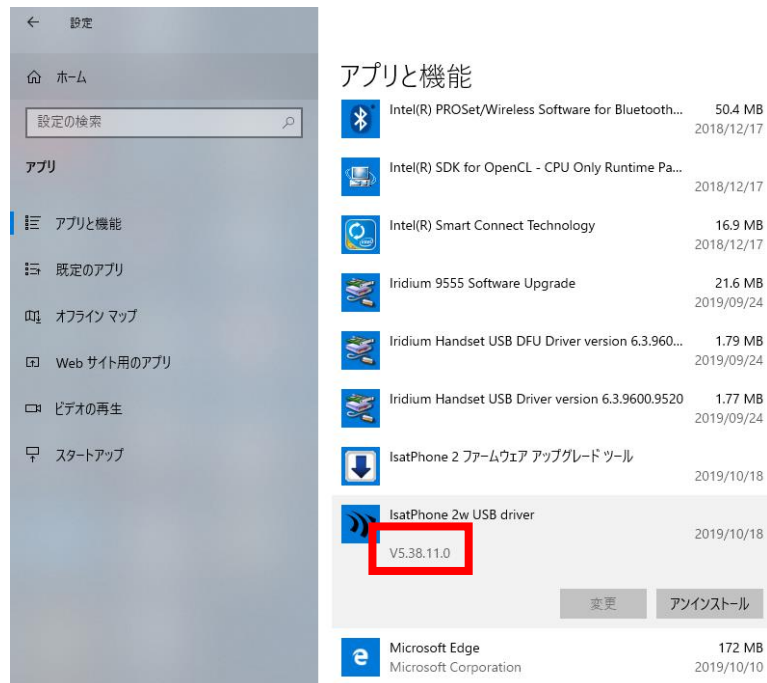 設定
ホーム
設定の検索
アプリ
アプリと機能
既定のアプリ
オフライン マップ
Web サイト用のアプリ
ビデオの再生
スタートアップ
アプリと機能
Intel(R) PROSet/Wireless Software for Bluetooth... 50.4 MB
2018/12/17
Intel(R) SDK for OpenCL - CPU Only Runtime Pa...
2018/12/17
Intel(R) Smart Connect Technology 16.9 MB
2018/12/17
Iridium 9555 Software Upgrade 21.6 MB
2019/09/24
Iridium Handset USB DFU Driver version 6.3.960... 1.79 MB
2019/09/24
Iridium Handset USB Driver version 6.3.9600.9520 1.77 MB
2019/09/24
IsatPhone 2 ファームウェア アップグレード ツール
2019/10/18
IsatPhone 2w USB driver
2019/10/18
V5.38.11.0
変更 アンインストール
Microsoft Edge 172 MB
Microsoft Corporation 2019/10/10